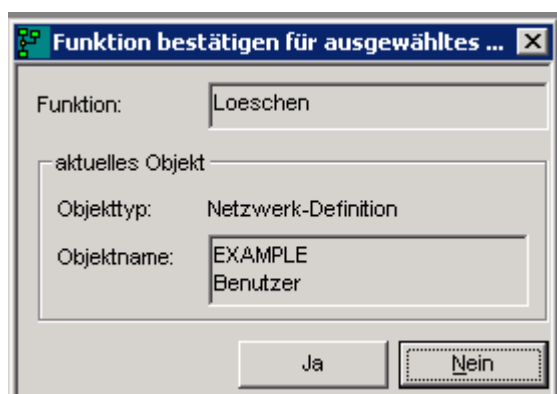 Funktion bestätigen für ausgewähltes ...
Funktion: Loeschen
aktuelles Objekt
Objekttyp: Netzwerk-Definition
Objektname: EXAMPLE
Benutzer
Ja Nein